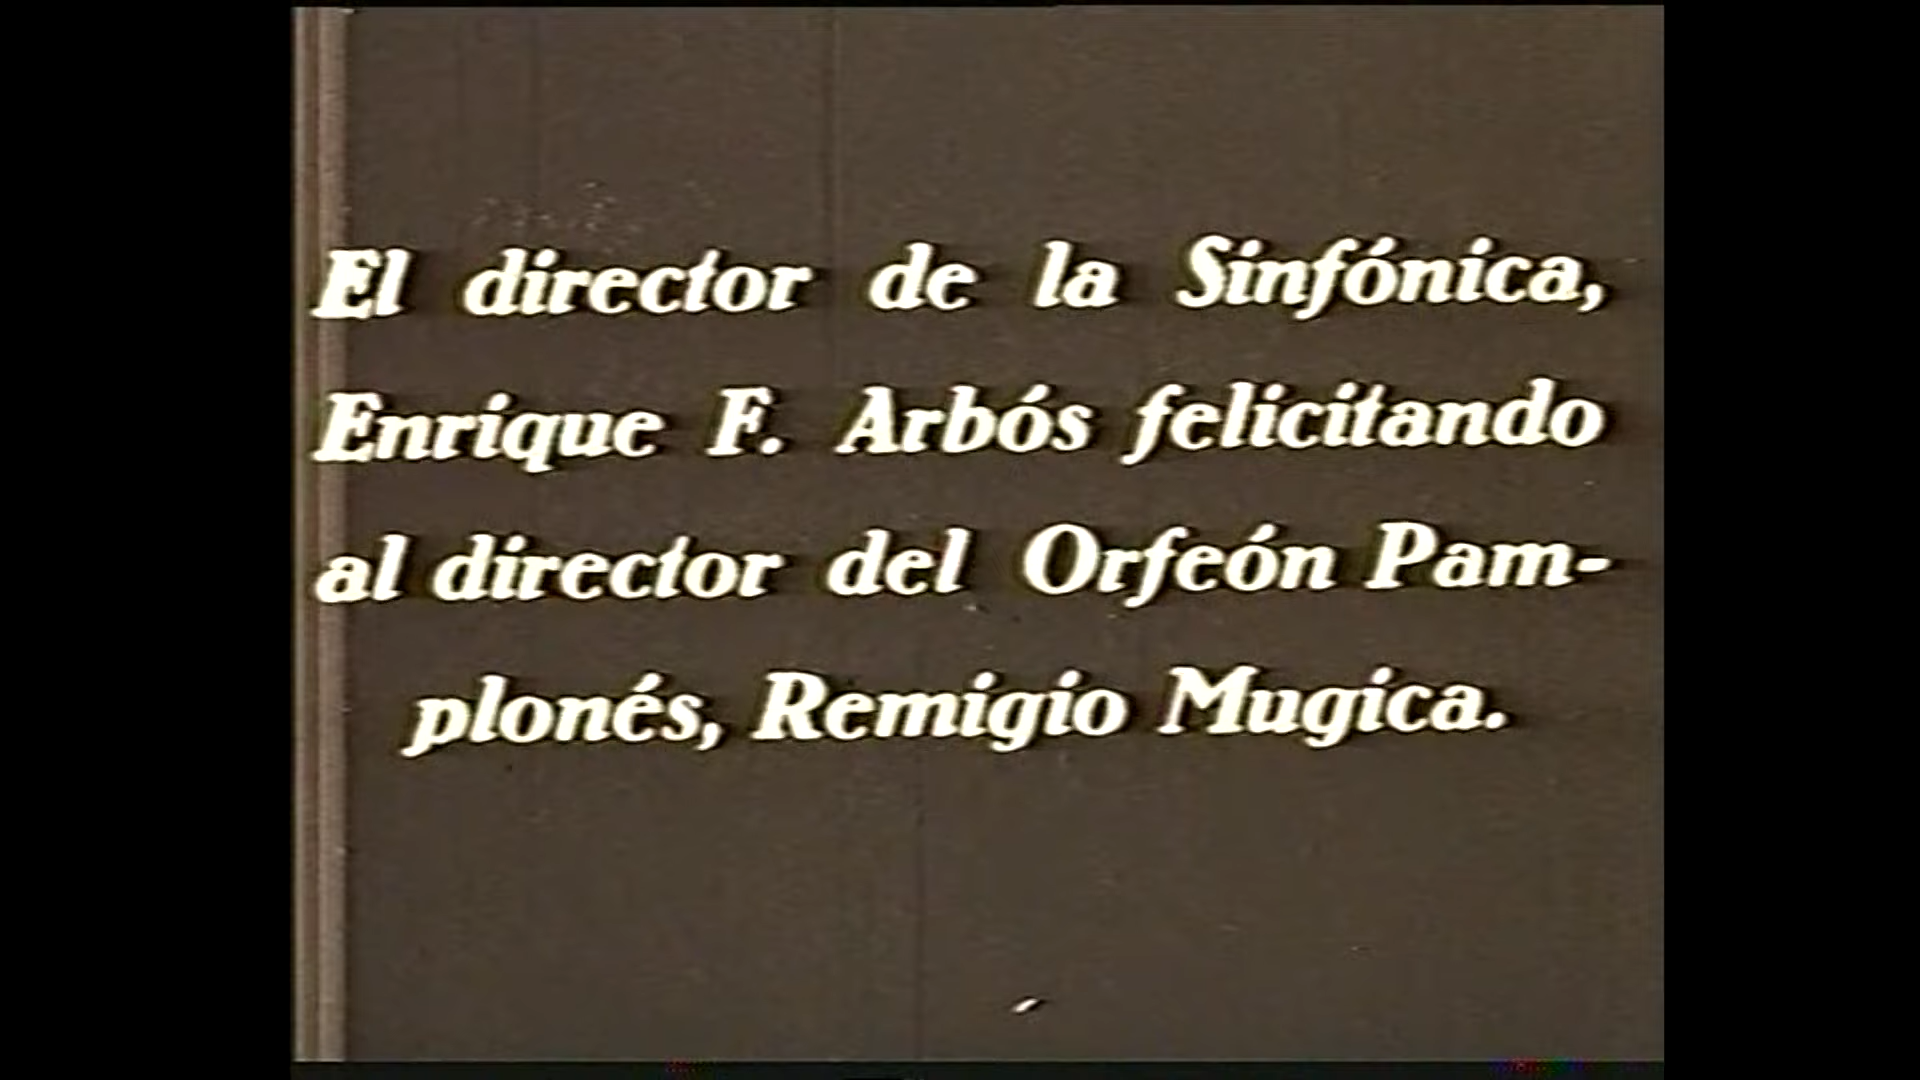 El director de la Sinfónica,
Enrique F. Arbós felicitando
al director del Orfeón Pam-
plonés, Remigio Mugica.